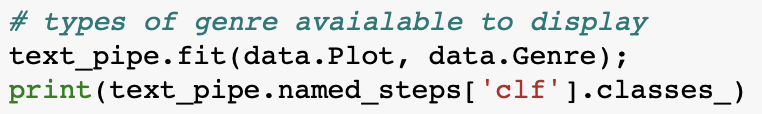 # types of genre avaialable to display
text_pipe.fit(data.Plot, data.Genre);
print(text_pipe.named_steps['clf'].classes_)